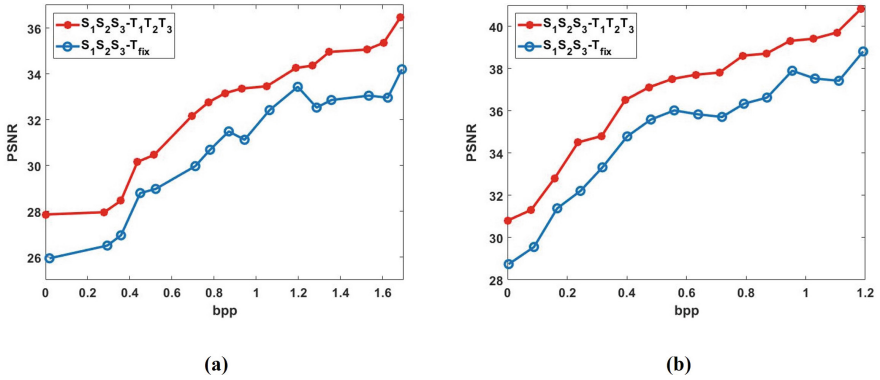 S₁S₂S₃-T₁T₂T₃
S₁S₂S₃-T_fix
36
34
32
30
28
26
PSNR
0 0.2 0.4 0.6 0.8 1 1.2 1.4 1.6
bpp
(a)
S₁S₂S₃-T₁T₂T₃
S₁S₂S₃-T_fix
40
38
36
34
32
30
28
PSNR
0 0.2 0.4 0.6 0.8 1 1.2
bpp
(b)